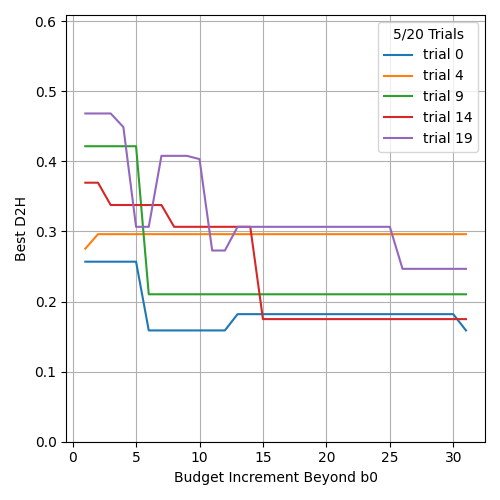 5/20 Trials
trial 0
trial 4
trial 9
trial 14
trial 19
0.6
0.5
0.4
0.3
0.2
0.1
0.0
Best D2H
0 5 10 15 20 25 30
Budget Increment Beyond b0